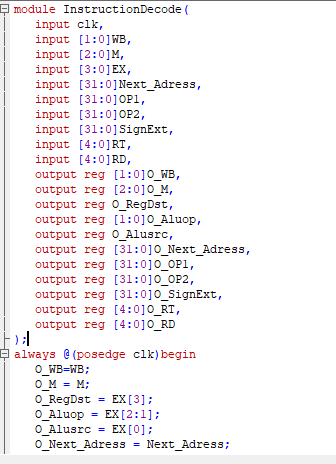 module InstructionDecode(
input clk,
input [1:0]WB,
input [2:0]M,
input [3:0]EX,
input [31:0]Next_Adress,
input [31:0]OP1,
input [31:0]OP2,
input [31:0]SignExt,
input [4:0]RT,
input [4:0]RD,
output reg [1:0]O_WB,
output reg [2:0]O_M,
output reg O_RegDst,
output reg [1:0]O_Aluop,
output reg O_Alusrc,
output reg [31:0]O_Next_Adress,
output reg [31:0]O_OP1,
output reg [31:0]O_OP2,
output reg [31:0]O_SignExt,
output reg [4:0]O_RT,
output reg [4:0]O_RD
);
always @(posedge clk)begin
O_WB=WB;
O_M = M;
O_RegDst = EX[3];
O_Aluop = EX[2:1];
O_Alusrc = EX[0];
O_Next_Adress = Next_Adress;